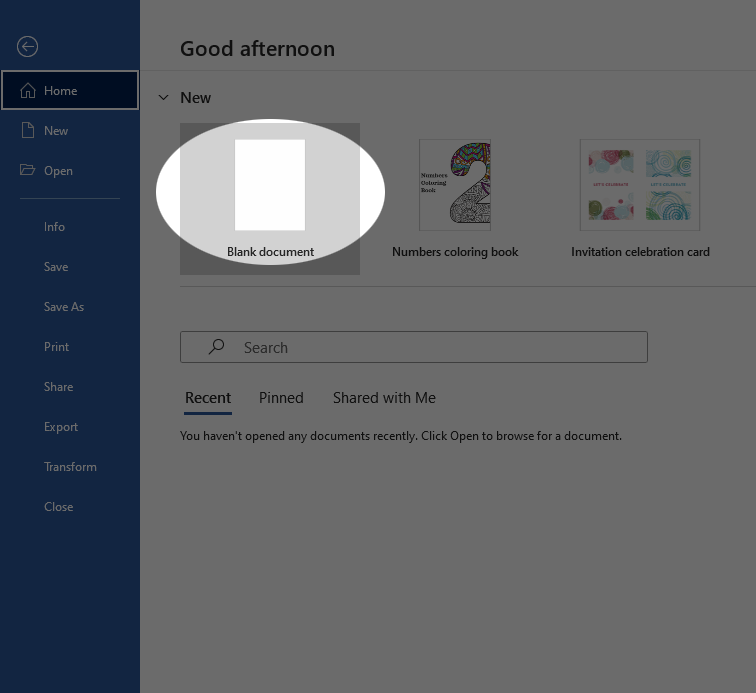 Good afternoon
Home
New
Open
Info
Save
Save As
Print
Share
Export
Transform
Close
New
Numbers
Coloring
Book
2
LET'S CELEBRATE
LET'S CELEBRATE
Blank document
Numbers coloring book
Invitation celebration card
Search
Recent
Pinned
Shared with Me
You haven't opened any documents recently. Click Open to browse for a document.